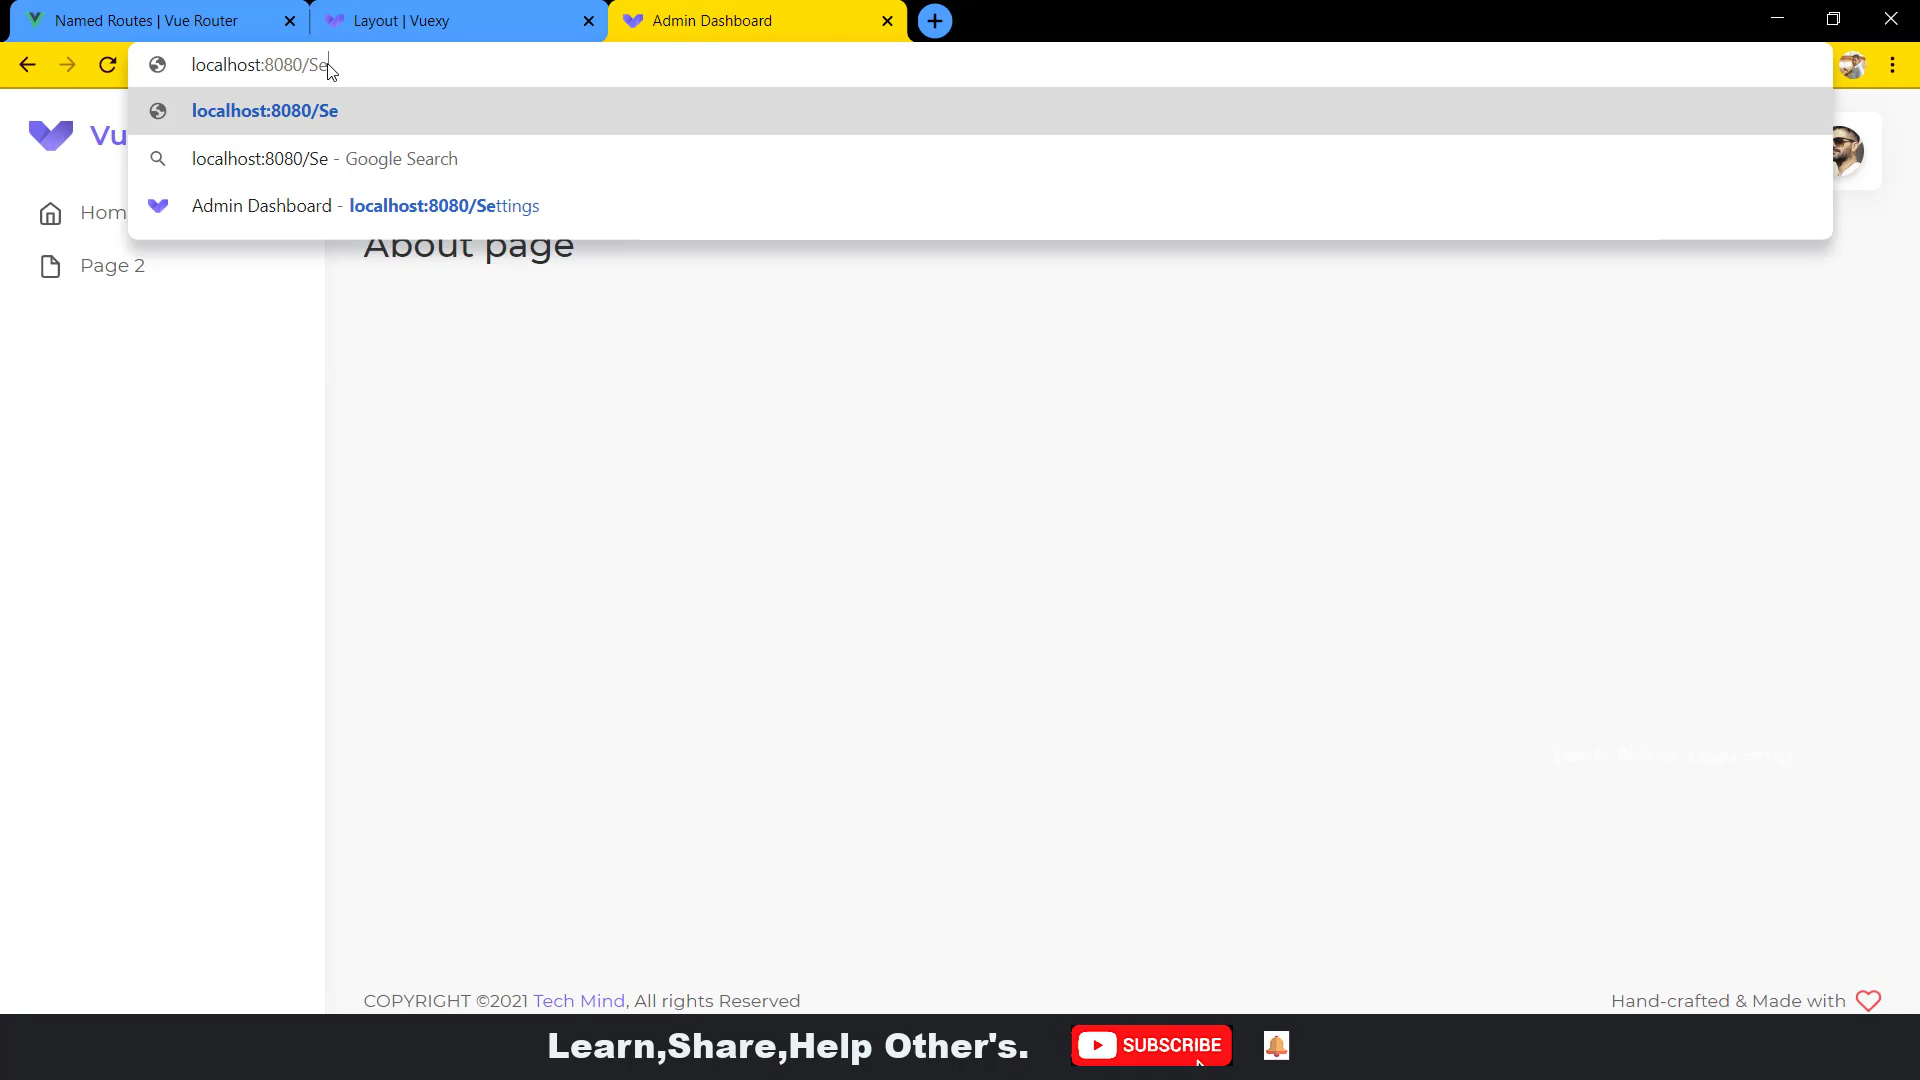 Named Routes | Vue Router
Layout | Vuexy
Admin Dashboard
localhost:8080/Se
localhost:8080/Se
localhost:8080/Se - Google Search
Admin Dashboard - localhost:8080/Settings
Vu
Hom
Page 2
About page
COPYRIGHT ©2021 Tech Mind, All rights Reserved
Hand-crafted & Made with
Learn,Share,Help Other's.
SUBSCRIBE